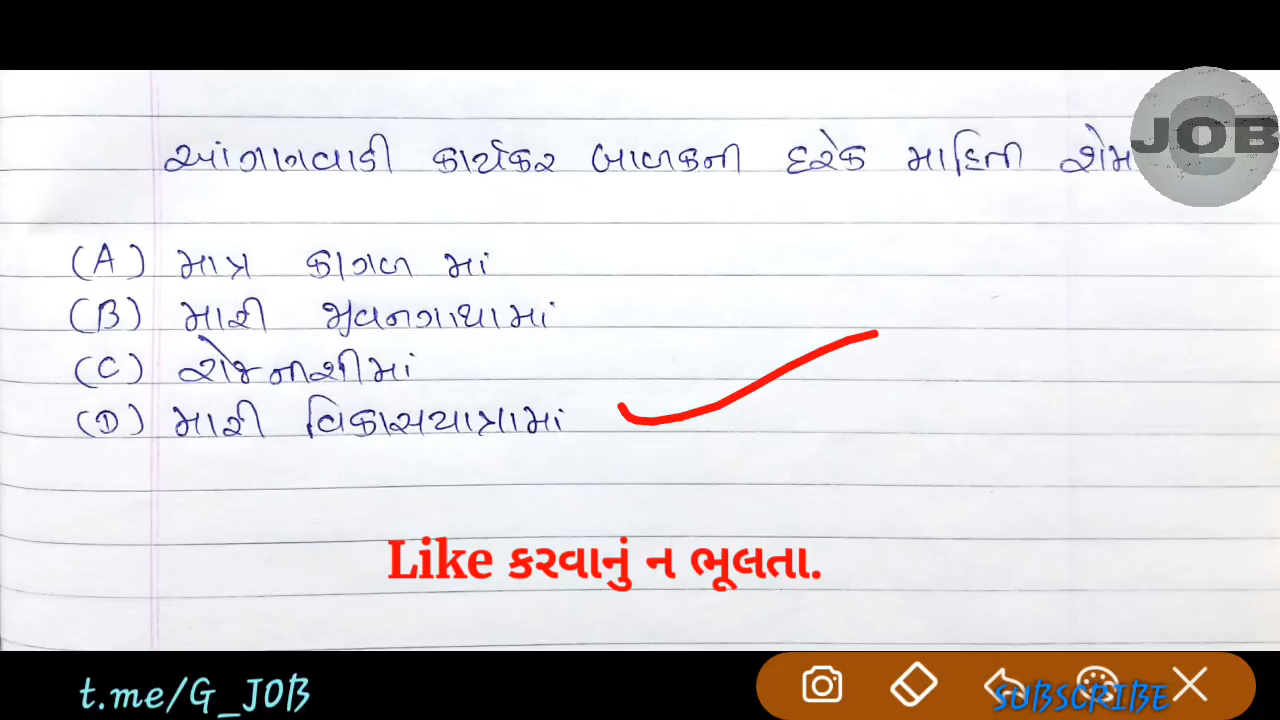 JOB
આંગણવાડી કાર્યકર બાળકની દરેક માહિતી શેમ
(A) માત્ર કાગળ માં
(B) મારી જીવનગાથામાં
(C) રોજનાશીમાં
(D) મારી વિકાસયાત્રામાં
Like કરવાનું ન ભૂલતા.
t.me/G_JOB
SUBSCRIBE